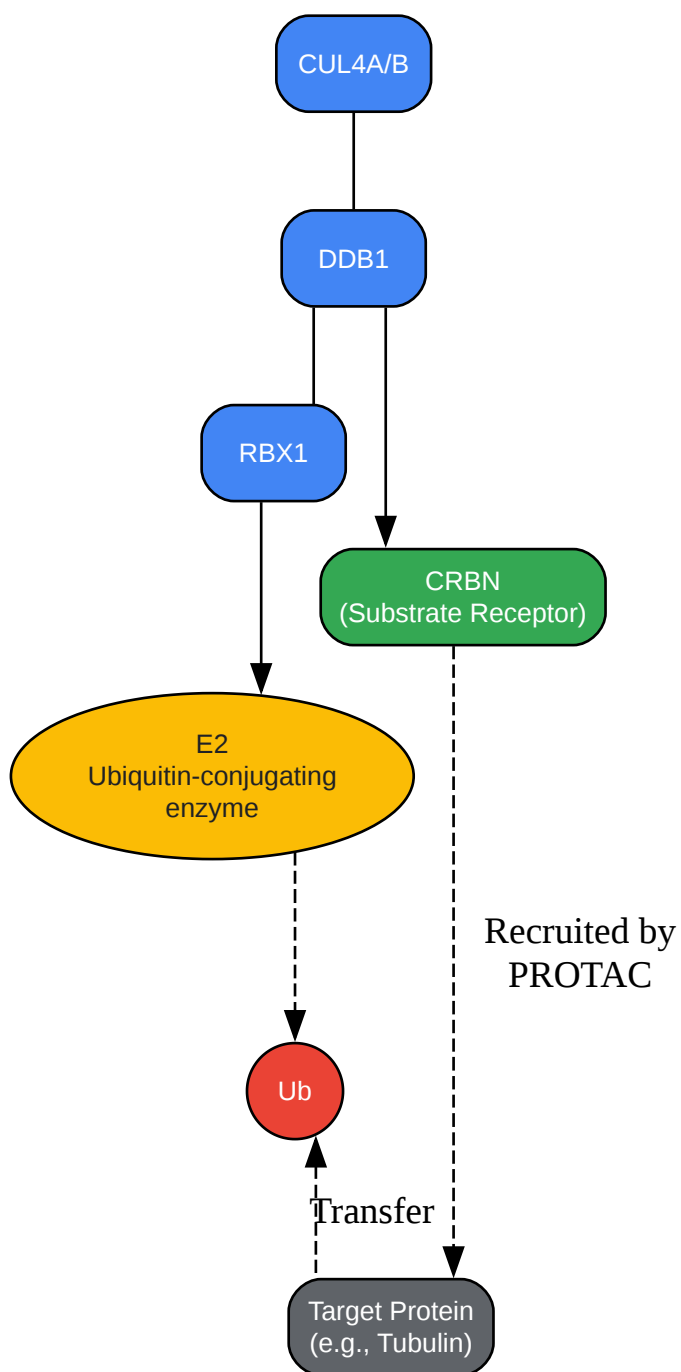 CUL4A/B
DDB1
RBX1
CRBN
(Substrate Receptor)
E2
Ubiquitin-conjugating
enzyme
Recruited by
PROTAC
Ub
Transfer
Target Protein
(e.g., Tubulin)